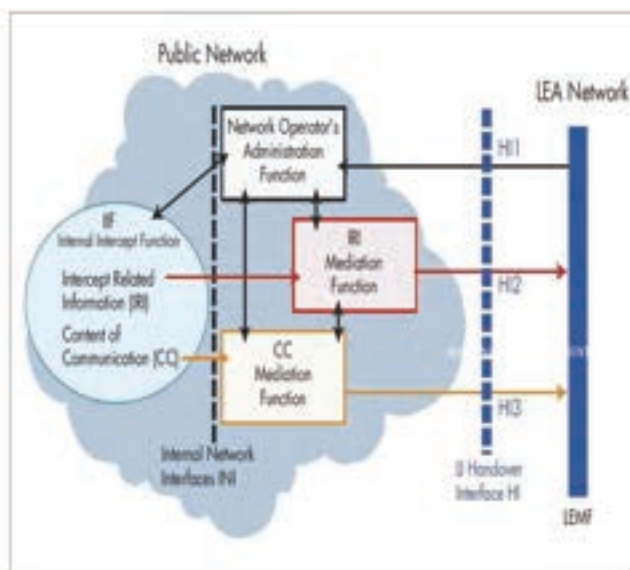 Public Network
LEA Network
Network Operator's
Administration
Function
HI1
IIF
Internal Intercept Function
IRI
Mediation
Function
Intercept Related
Information (IRI)
HI2
Content of
Communication (CC)
CC
Mediation
Function
HI3
Internal Network
Interfaces INI
LI Handover
Interface HI
LEMF